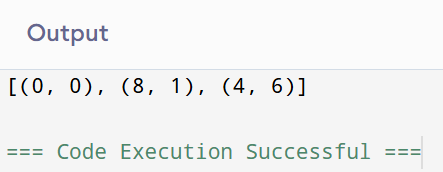 Output
[(0, 0), (8, 1), (4, 6)]
=== Code Execution Successful ===